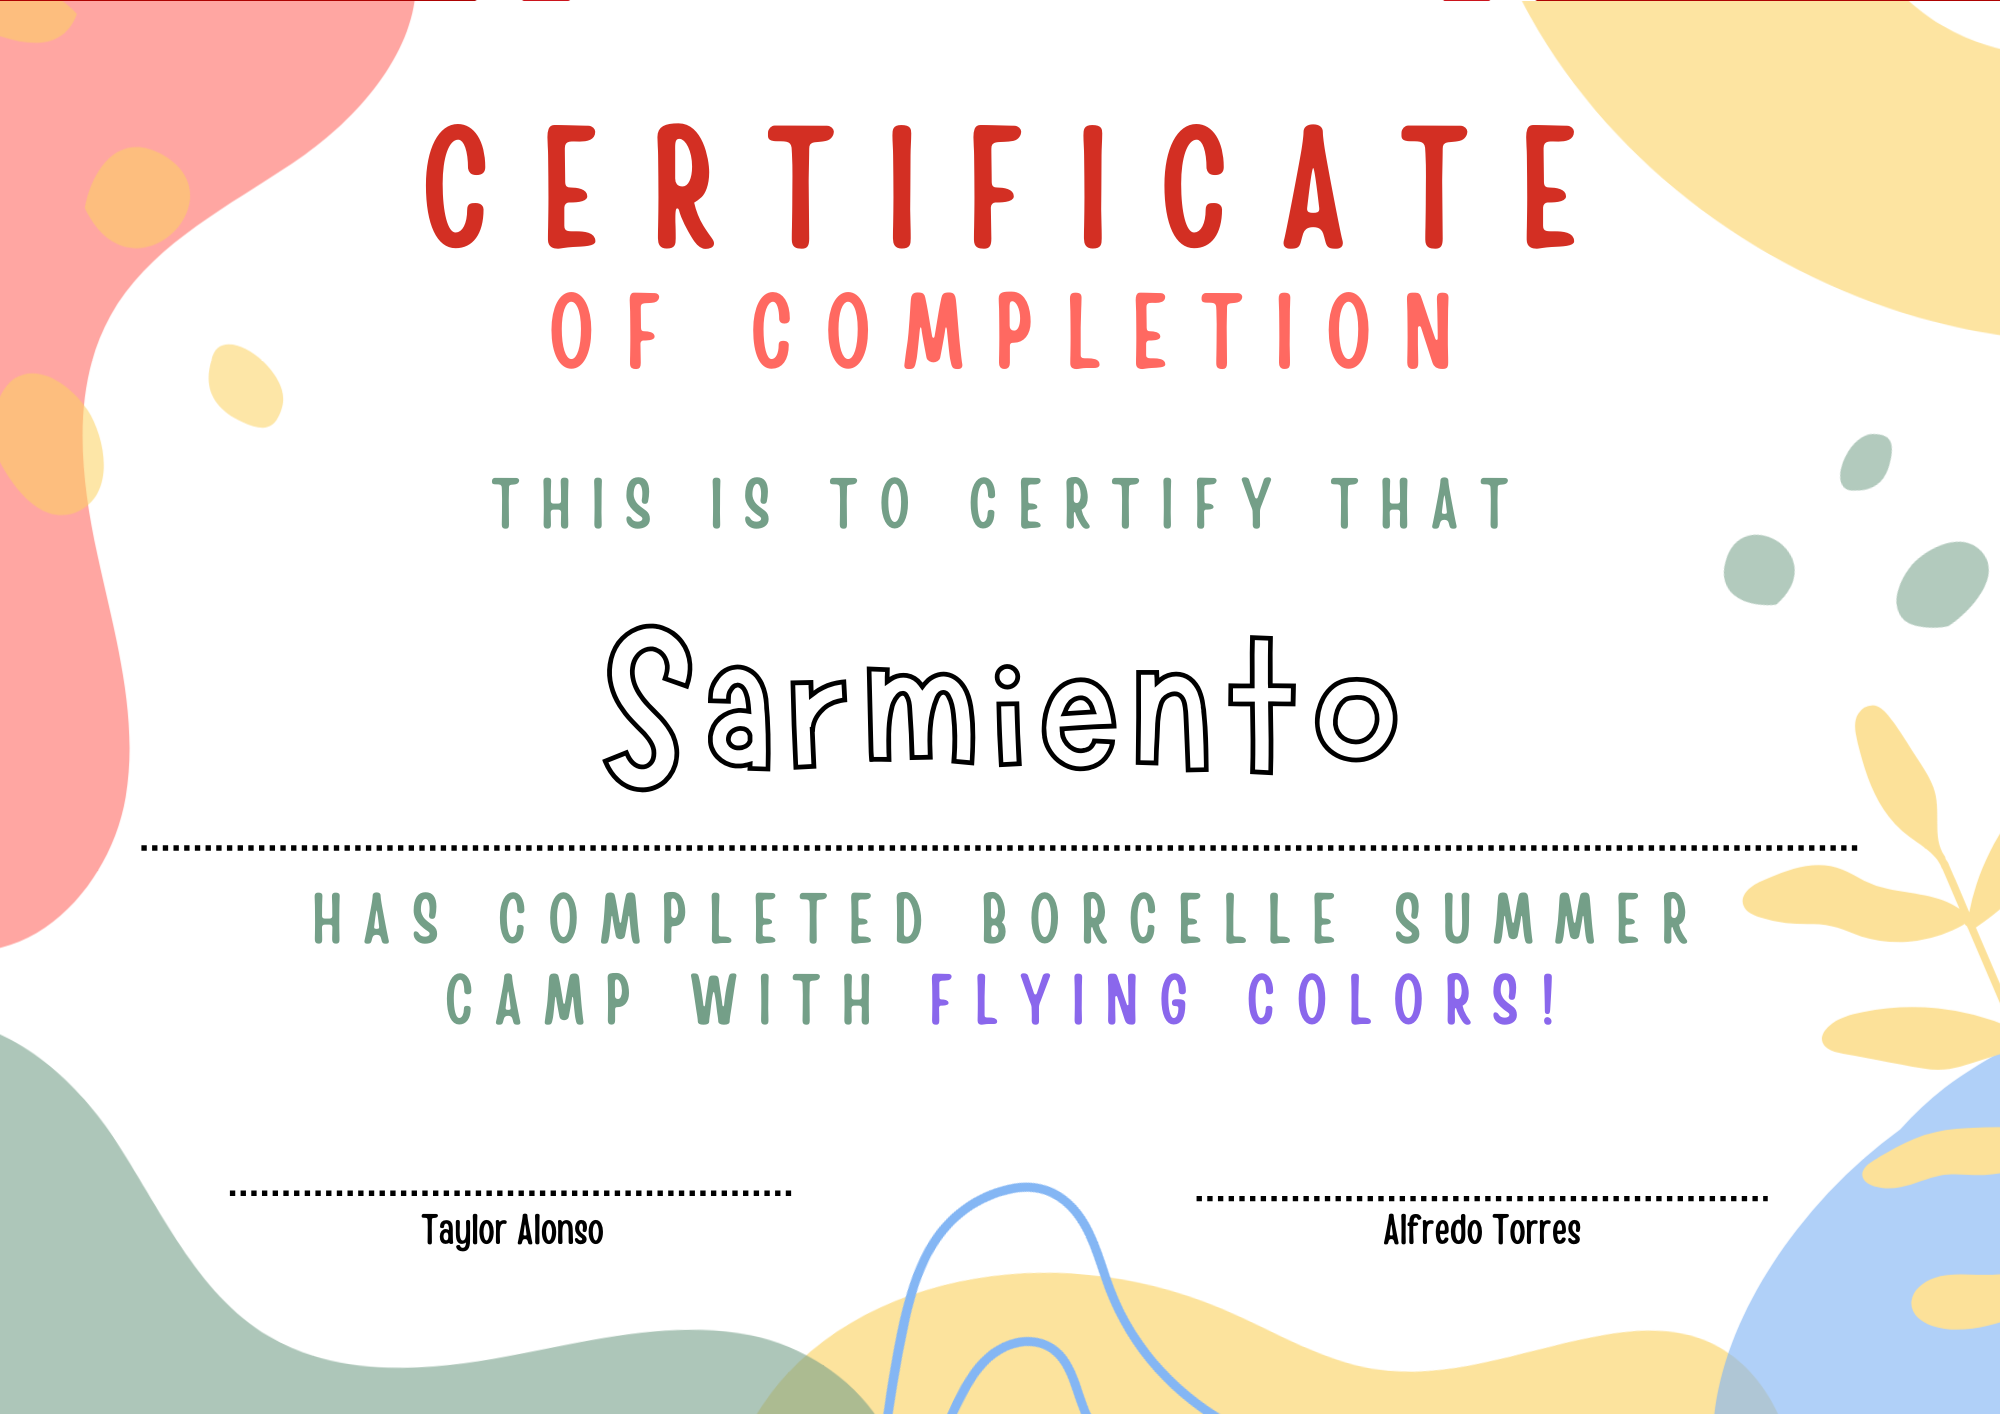 CERTIFICATE
OF COMPLETION
THIS IS TO CERTIFY THAT
Sarmiento
HAS COMPLETED BORCELLE SUMMER
CAMP WITH FLYING COLORS!
Taylor Alonso
Alfredo Torres